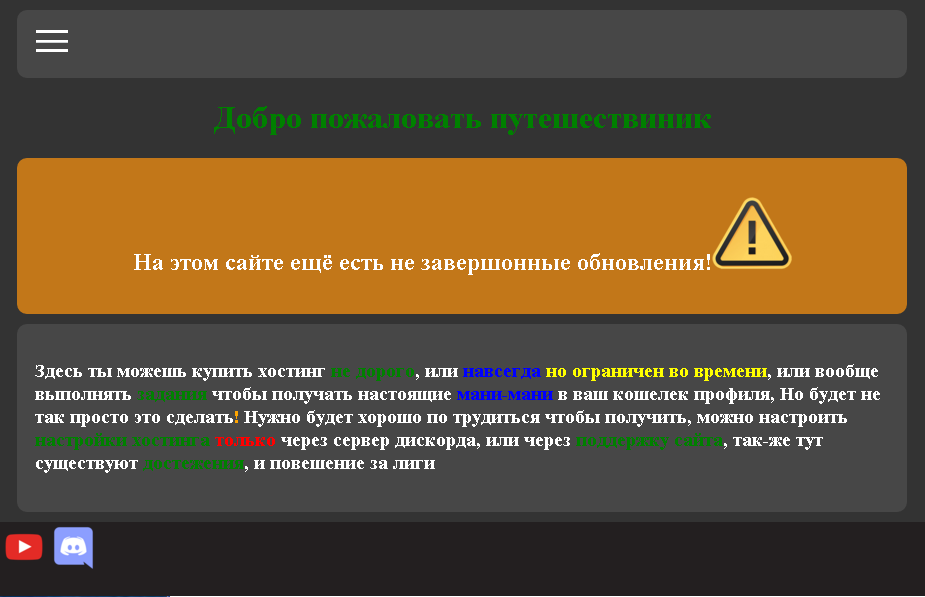 Добро пожаловать путешествиник
На этом сайте ещё есть не завершонные обновления!
Здесь ты можешь купить хостинг не дорого, или навсегда но ограничен во времени, или вообще
выполнять задания чтобы получать настоящие мани-мани в ваш кошелек профиля, Но будет не
так просто это сделать! Нужно будет хорошо по трудиться чтобы получить, можно настроить
настройки хостинга только через сервер дискорда, или через поддержку сайта, так-же тут
существуют достежения, и повешение за лиги